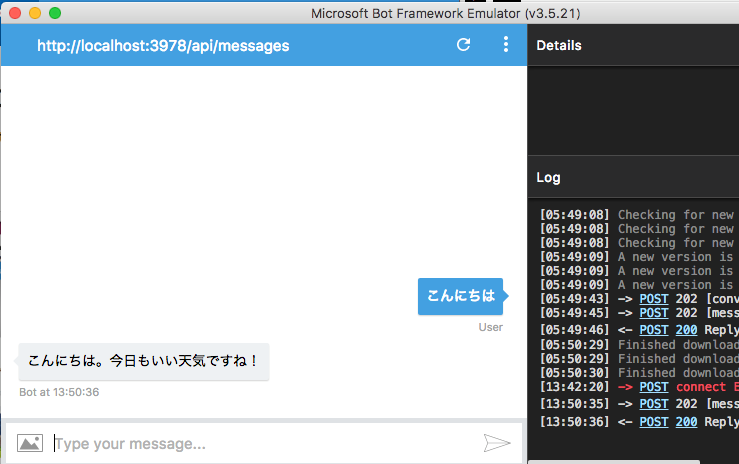 Microsoft Bot Framework Emulator (v3.5.21)
http://localhost:3978/api/messages
こんにちは
User
こんにちは。今日もいい天気ですね！
Bot at 13:50:36
Type your message...
Details
Log
[05:49:08] Checking for new
[05:49:08] Checking for new
[05:49:08] Checking for new
[05:49:09] A new version is
[05:49:09] A new version is
[05:49:09] A new version is
[05:49:43] -> POST 202 [conv
[05:49:45] -> POST 202 [mess
[05:49:46] <- POST 200 Reply
[05:50:29] Finished download
[05:50:29] Finished download
[05:50:30] Finished download
[13:42:20] -> POST connect E
[13:50:35] -> POST 202 [mess
[13:50:36] <- POST 200 Reply